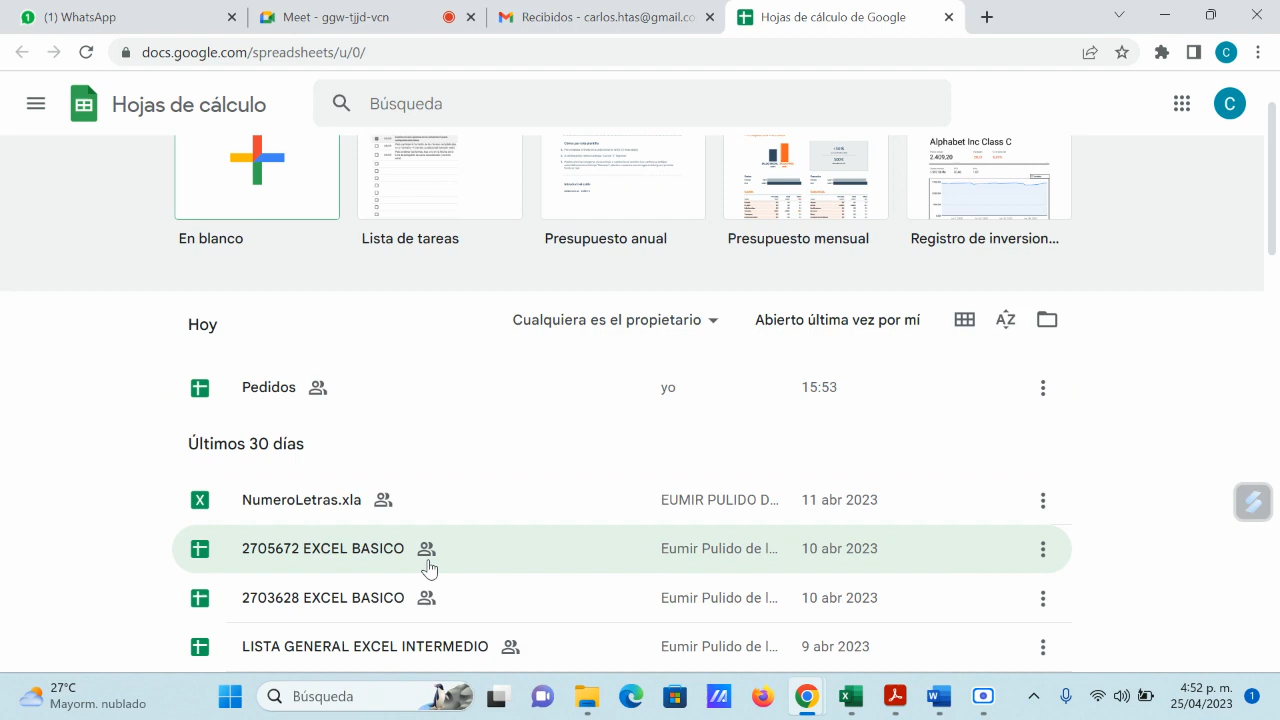 (1) WhatsApp
Meet - ggw-tjjd-vcn
Recibidos - carlos.htas@gmail.co
Hojas de cálculo de Google
docs.google.com/spreadsheets/u/0/
C
Hojas de cálculo
Búsqueda
C
Alphabet Inc Class C
2.409,20
En blanco
Lista de tareas
Presupuesto anual
Presupuesto mensual
Registro de inversion...
Hoy
Cualquiera es el propietario
Abierto última vez por mí
AZ
Pedidos
yo
15:53
Últimos 30 días
NumeroLetras.xla
EUMIR PULIDO D...
11 abr 2023
2705672 EXCEL BASICO
Eumir Pulido de l...
10 abr 2023
2703628 EXCEL BASICO
Eumir Pulido de l...
10 abr 2023
LISTA GENERAL EXCEL INTERMEDIO
Eumir Pulido de l...
9 abr 2023
27°C
Mayorm. nublado
Búsqueda
4:52 p. m.
25/04/2023
1